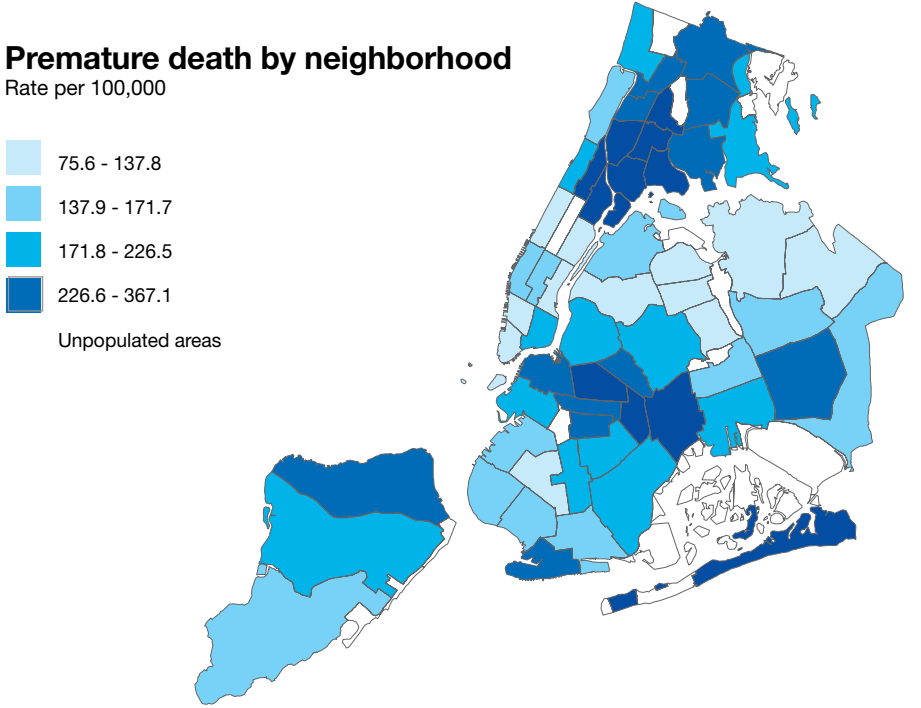 Premature death by neighborhood
Rate per 100,000
75.6 - 137.8
137.9 - 171.7
171.8 - 226.5
226.6 - 367.1
Unpopulated areas